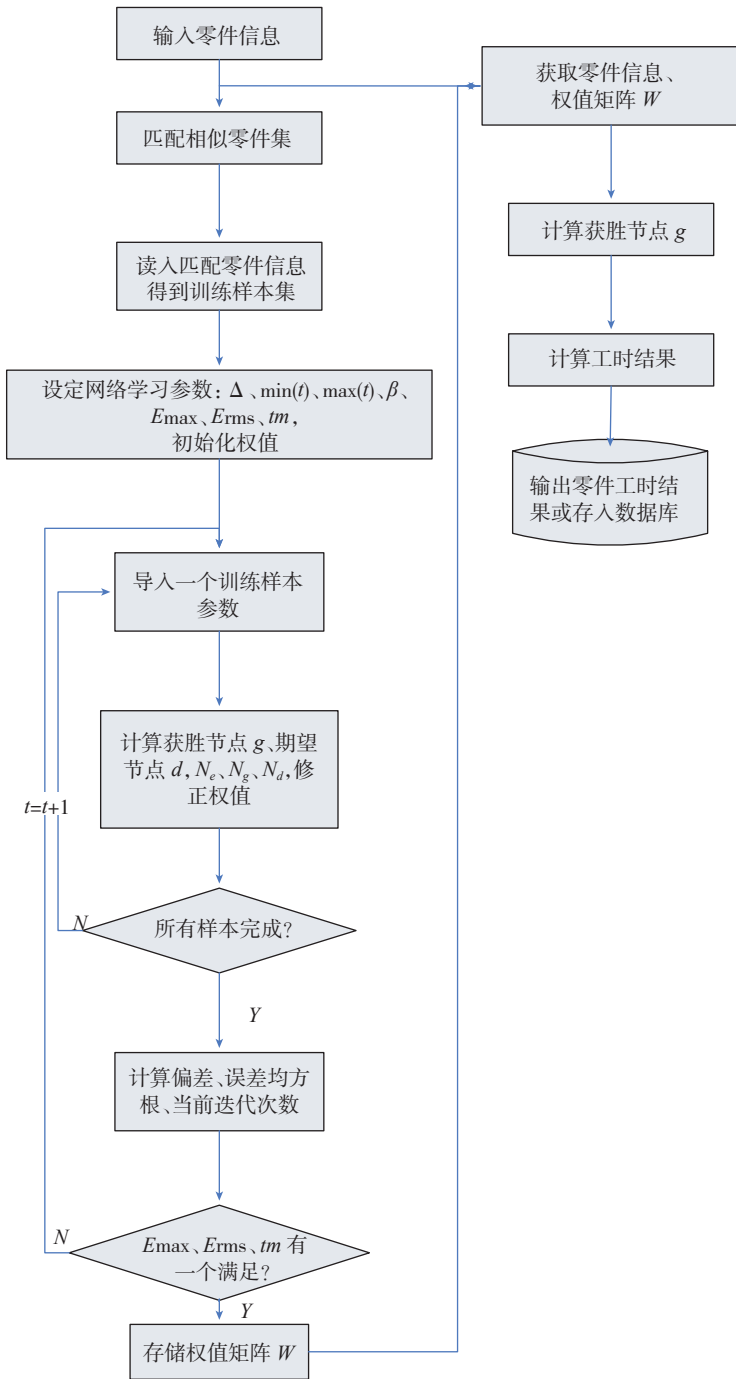 输入零件信息
匹配相似零件集
读入匹配零件信息
得到训练样本集
设定网络学习参数：Δ、min(t)、max(t)、β、
Emax、Erms、tm，
初始化权值
导入一个训练样本
参数
计算获胜节点 g、期望
节点 d，Ne、Ng、Nd，修
正权值
t=t+1
N
所有样本完成？
Y
计算偏差、误差均方
根、当前迭代次数
N
Emax、Erms、tm 有
一个满足？
Y
存储权值矩阵 W
获取零件信息、
权值矩阵 W
计算获胜节点 g
计算工时结果
输出零件工时结
果或存入数据库